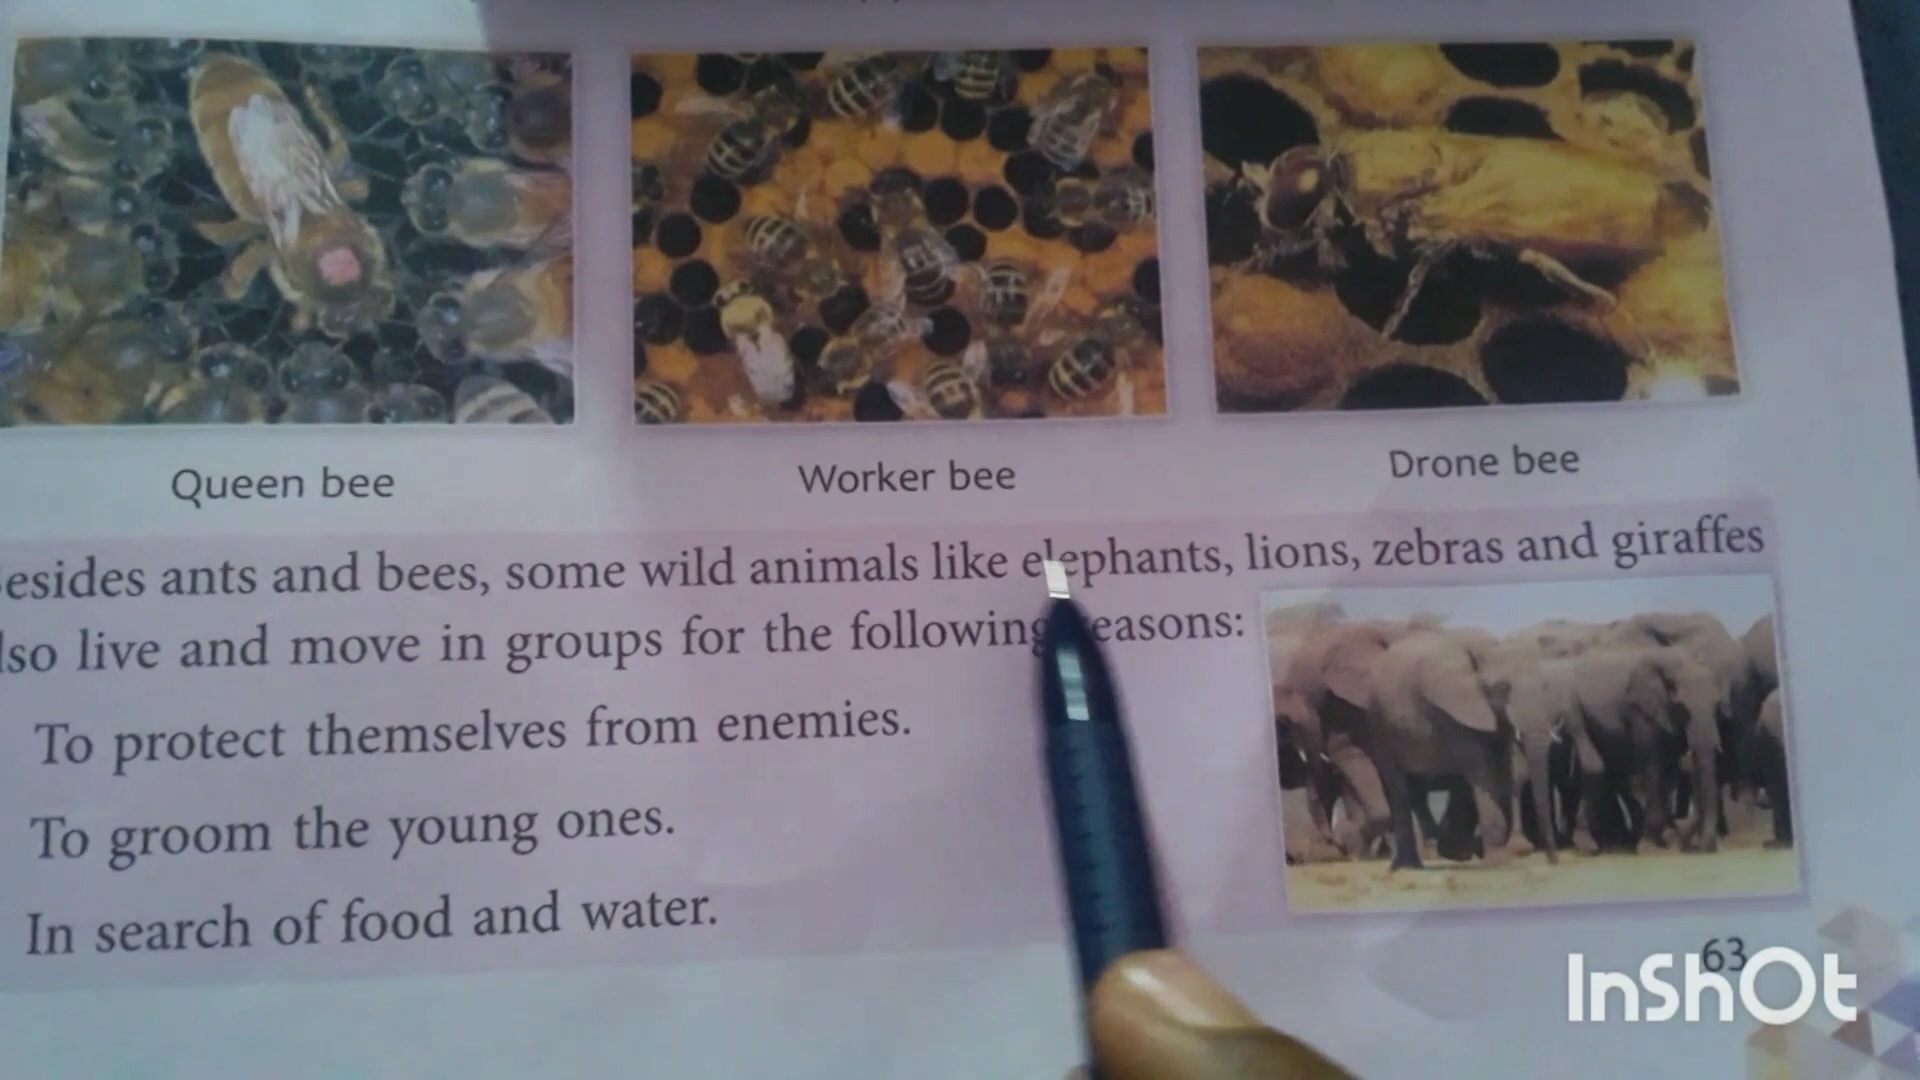 Queen bee
Worker bee
Drone bee
esides ants and bees, some wild animals like elephants, lions, zebras and giraffes
lso live and move in groups for the following easons:
To protect themselves from enemies.
To groom the young ones.
In search of food and water.
63
InShOt